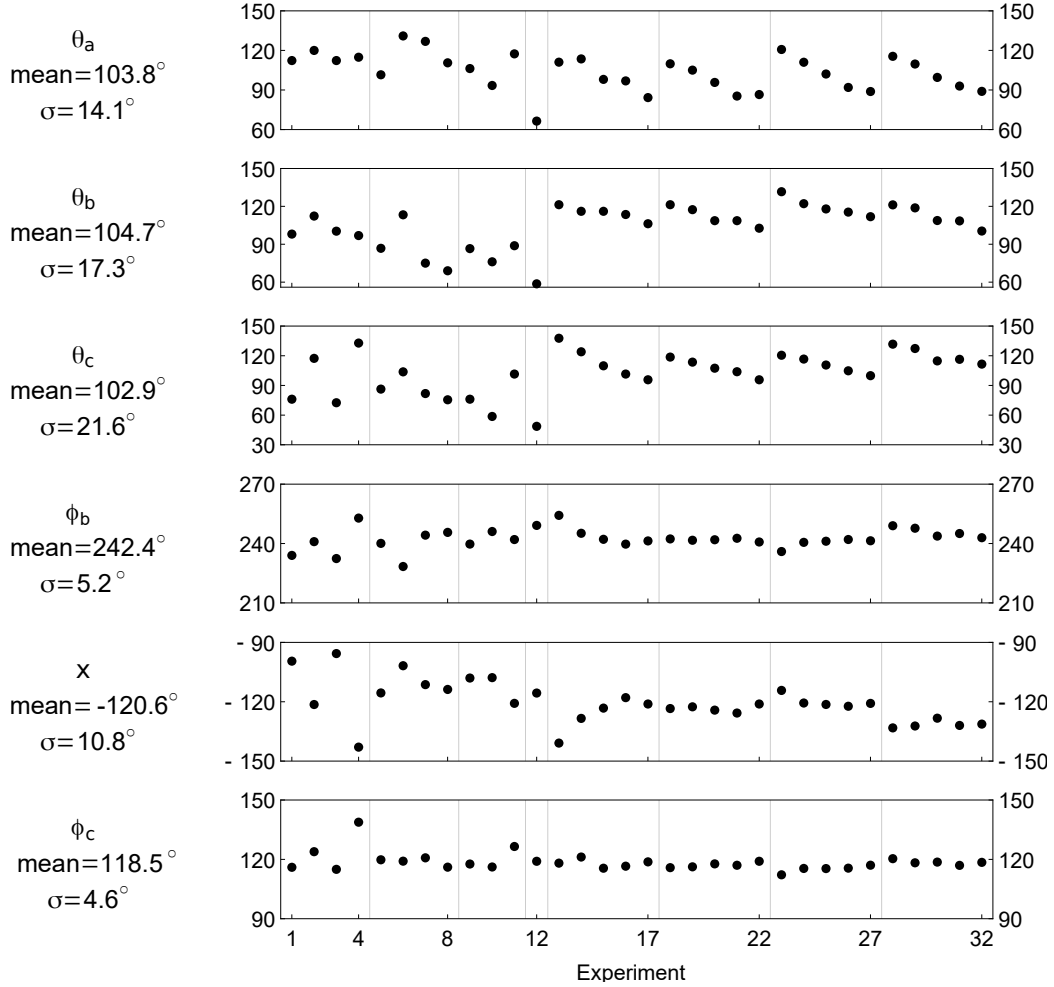 150 150
θa
120 120
mean=103.8°
90 90
σ=14.1°
60 60
150 150
θb
120 120
mean=104.7°
90 90
σ=17.3°
60 60
150 150
θc
120 120
mean=102.9°
90 90
σ=21.6°
60 60
30 30
270 270
ϕb
240 240
mean=242.4°
σ=5.2°
210 210
- 90 - 90
x
- 120 - 120
mean= -120.6°
σ=10.8°
- 150 - 150
150 150
ϕc
120 120
mean=118.5°
σ=4.6°
90 90
1 4 8 12 17 22 27 32
Experiment